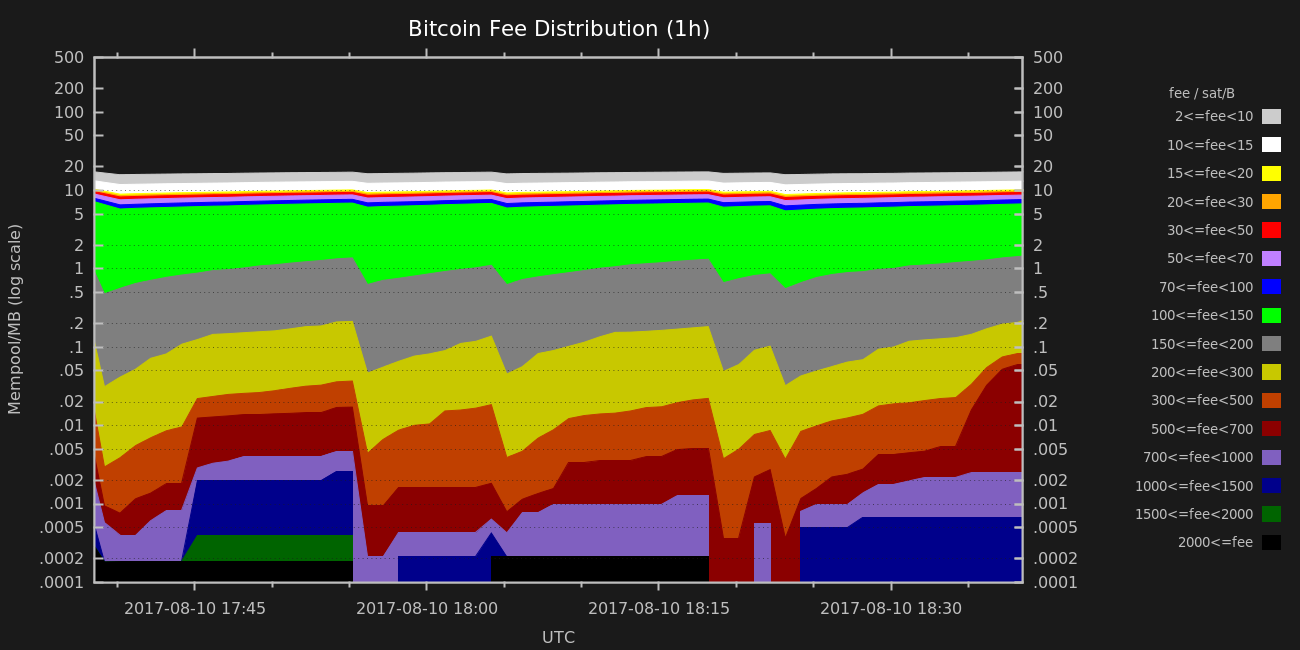 Bitcoin Fee Distribution (1h)
Mempool/MB (log scale)
500
200
100
50
20
10
5
2
1
.5
.2
.1
.05
.02
.01
.005
.002
.001
.0005
.0002
.0001
500
200
100
50
20
10
5
2
1
.5
.2
.1
.05
.02
.01
.005
.002
.001
.0005
.0002
.0001
2017-08-10 17:45
2017-08-10 18:00
2017-08-10 18:15
2017-08-10 18:30
UTC
fee / sat/B
2<=fee<10
10<=fee<15
15<=fee<20
20<=fee<30
30<=fee<50
50<=fee<70
70<=fee<100
100<=fee<150
150<=fee<200
200<=fee<300
300<=fee<500
500<=fee<700
700<=fee<1000
1000<=fee<1500
1500<=fee<2000
2000<=fee